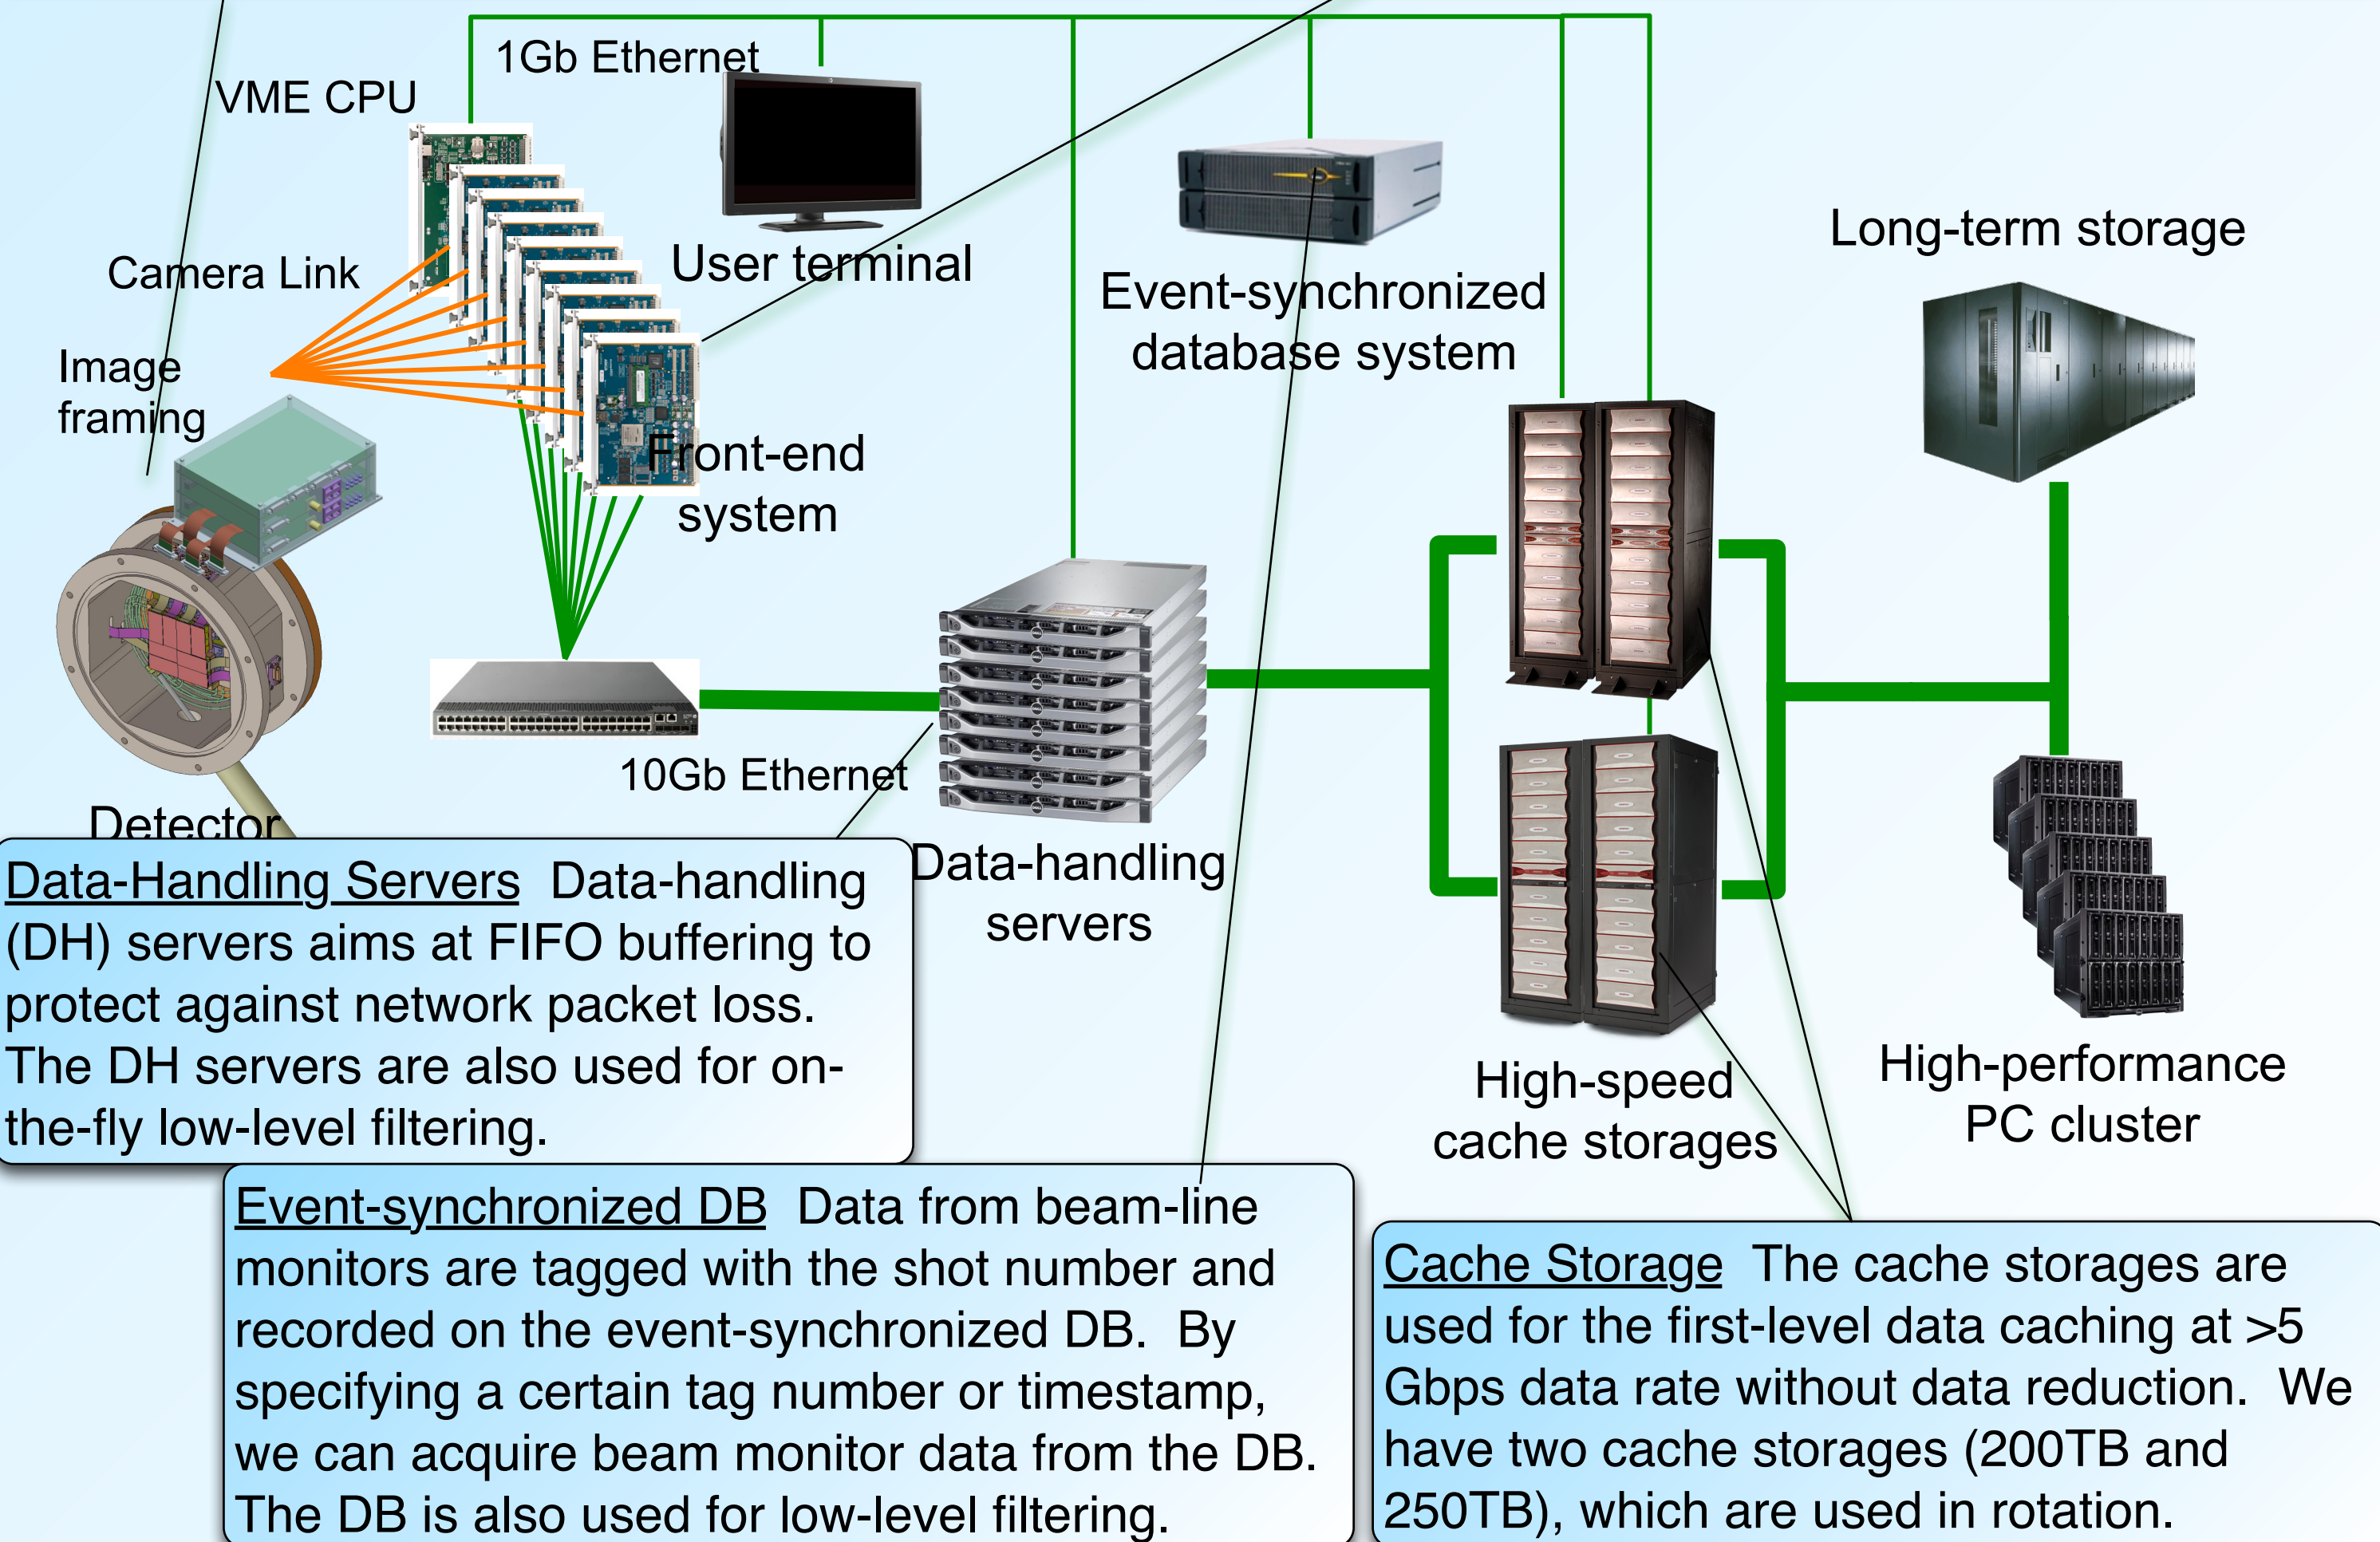 1Gb Ethernet
VME CPU
Camera Link
User terminal
Image
framing
Front-end
system
Event-synchronized
database system
Long-term storage
10Gb Ethernet
Detector
Data-handling
servers
High-speed
cache storages
High-performance
PC cluster
Data-Handling Servers  Data-handling
(DH) servers aims at FIFO buffering to
protect against network packet loss.
The DH servers are also used for on-
the-fly low-level filtering.
Event-synchronized DB  Data from beam-line
monitors are tagged with the shot number and
recorded on the event-synchronized DB.  By
specifying a certain tag number or timestamp,
we can acquire beam monitor data from the DB.
The DB is also used for low-level filtering.
Cache Storage  The cache storages are
used for the first-level data caching at >5
Gbps data rate without data reduction.  We
have two cache storages (200TB and
250TB), which are used in rotation.